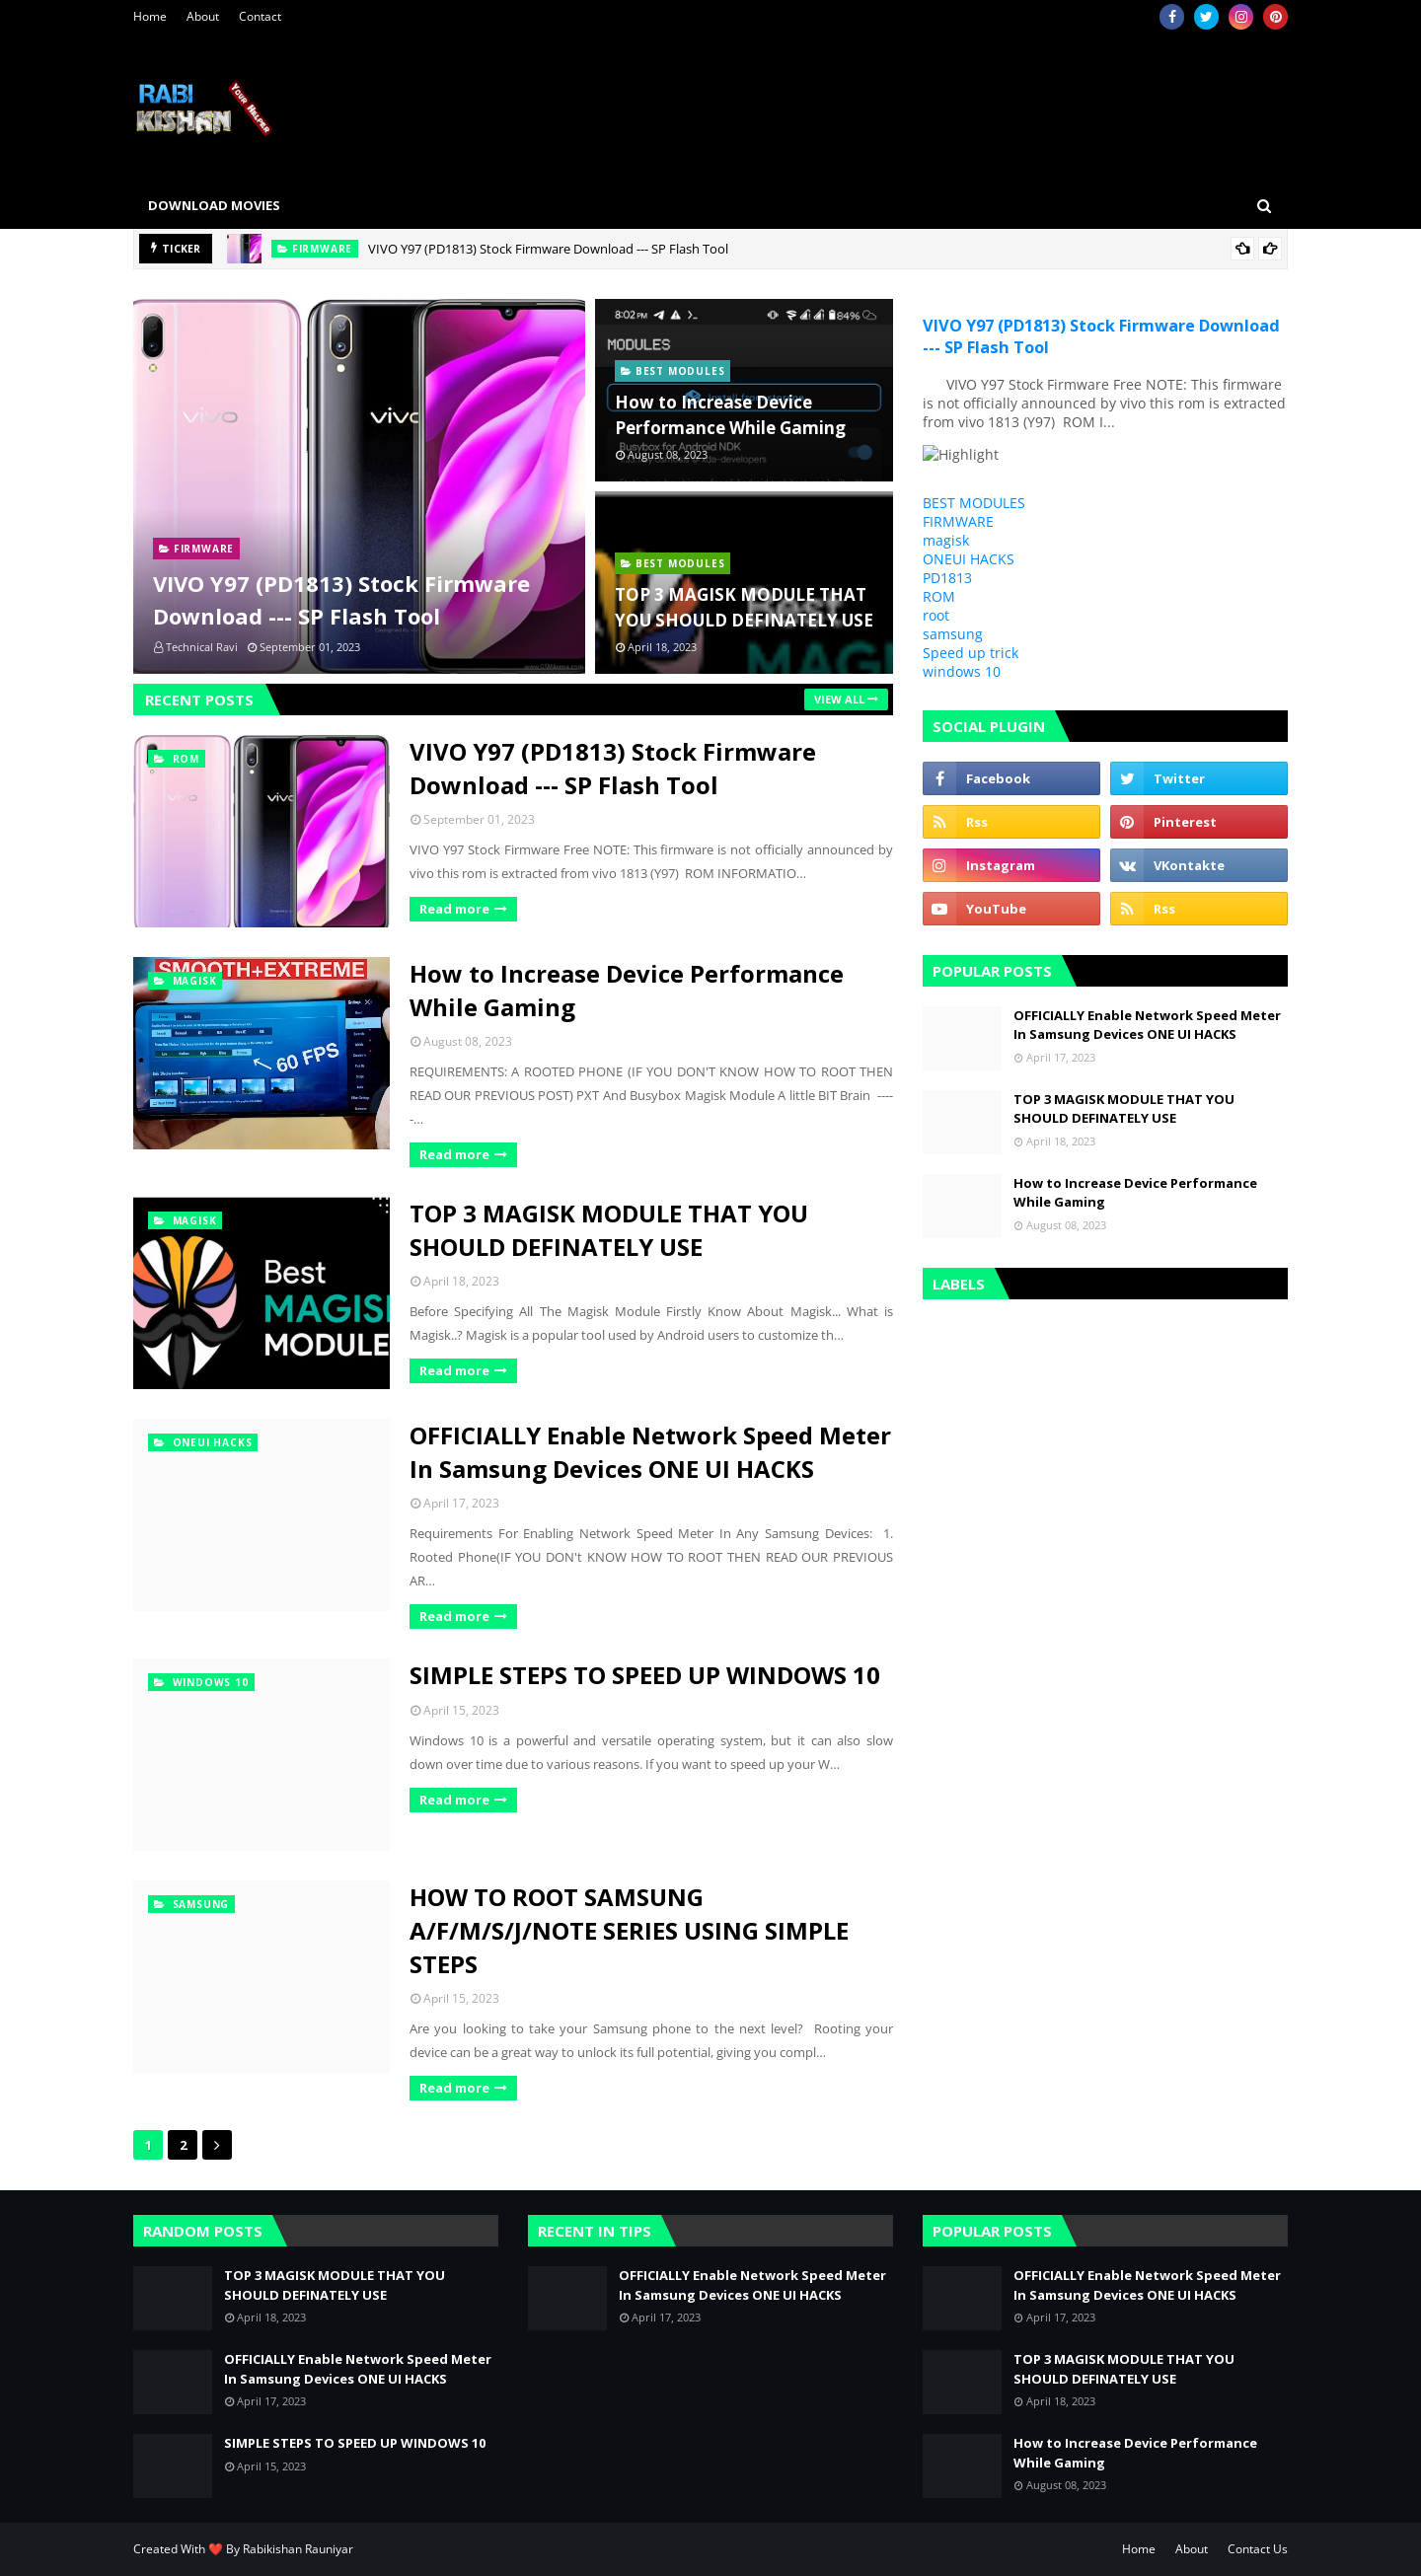 Home About Contact
RABI
KISHAN
Your Helper
DOWNLOAD MOVIES
TICKER
FIRMWARE
VIVO Y97 (PD1813) Stock Firmware Download --- SP Flash Tool
vivo
vivo
FIRMWARE
VIVO Y97 (PD1813) Stock Firmware
Download --- SP Flash Tool
Technical Ravi September 01, 2023
8:02 PM
84%
MODULES
BEST MODULES
Install from storage
How to Increase Device
Performance While Gaming
Busybox for Android NDK
August 08, 2023
BEST MODULES
Best
TOP 3 MAGISK MODULE THAT
YOU SHOULD DEFINATELY USE
April 18, 2023
VIVO Y97 (PD1813) Stock Firmware Download
--- SP Flash Tool
VIVO Y97 Stock Firmware Free NOTE: This firmware
is not officially announced by vivo this rom is extracted
from vivo 1813 (Y97)  ROM I...
Highlight
BEST MODULES
FIRMWARE
magisk
ONEUI HACKS
PD1813
ROM
root
samsung
Speed up trick
windows 10
RECENT POSTS
VIEW ALL
ROM
vivo
vivo
VIVO Y97 (PD1813) Stock Firmware
Download --- SP Flash Tool
September 01, 2023
VIVO Y97 Stock Firmware Free NOTE: This firmware is not officially announced by
vivo this rom is extracted from vivo 1813 (Y97)  ROM INFORMATIO…
Read more
SMOOTH+EXTREME
MAGISK
60 FPS
How to Increase Device Performance
While Gaming
August 08, 2023
REQUIREMENTS: A ROOTED PHONE (IF YOU DON'T KNOW HOW TO ROOT THEN
READ OUR PREVIOUS POST) PXT And Busybox Magisk Module A little BIT Brain  ----
-…
Read more
MAGISK
Best
MAGISK
MODULE
TOP 3 MAGISK MODULE THAT YOU
SHOULD DEFINATELY USE
April 18, 2023
Before Specifying All The Magisk Module Firstly Know About Magisk... What is
Magisk..? Magisk is a popular tool used by Android users to customize th…
Read more
ONEUI HACKS
OFFICIALLY Enable Network Speed Meter
In Samsung Devices ONE UI HACKS
April 17, 2023
Requirements For Enabling Network Speed Meter In Any Samsung Devices:  1.
Rooted Phone(IF YOU DON't KNOW HOW TO ROOT THEN READ OUR PREVIOUS
AR…
Read more
WINDOWS 10
SIMPLE STEPS TO SPEED UP WINDOWS 10
April 15, 2023
Windows 10 is a powerful and versatile operating system, but it can also slow
down over time due to various reasons. If you want to speed up your W…
Read more
SAMSUNG
HOW TO ROOT SAMSUNG
A/F/M/S/J/NOTE SERIES USING SIMPLE
STEPS
April 15, 2023
Are you looking to take your Samsung phone to the next level?  Rooting your
device can be a great way to unlock its full potential, giving you compl…
Read more
1 2
SOCIAL PLUGIN
Facebook Twitter
Rss Pinterest
Instagram VKontakte
YouTube Rss
POPULAR POSTS
OFFICIALLY Enable Network Speed Meter
In Samsung Devices ONE UI HACKS
April 17, 2023
TOP 3 MAGISK MODULE THAT YOU
SHOULD DEFINATELY USE
April 18, 2023
How to Increase Device Performance
While Gaming
August 08, 2023
LABELS
RANDOM POSTS
TOP 3 MAGISK MODULE THAT YOU
SHOULD DEFINATELY USE
April 18, 2023
OFFICIALLY Enable Network Speed Meter
In Samsung Devices ONE UI HACKS
April 17, 2023
SIMPLE STEPS TO SPEED UP WINDOWS 10
April 15, 2023
RECENT IN TIPS
OFFICIALLY Enable Network Speed Meter
In Samsung Devices ONE UI HACKS
April 17, 2023
POPULAR POSTS
OFFICIALLY Enable Network Speed Meter
In Samsung Devices ONE UI HACKS
April 17, 2023
TOP 3 MAGISK MODULE THAT YOU
SHOULD DEFINATELY USE
April 18, 2023
How to Increase Device Performance
While Gaming
August 08, 2023
Created With ❤️ By Rabikishan Rauniyar
Home About Contact Us